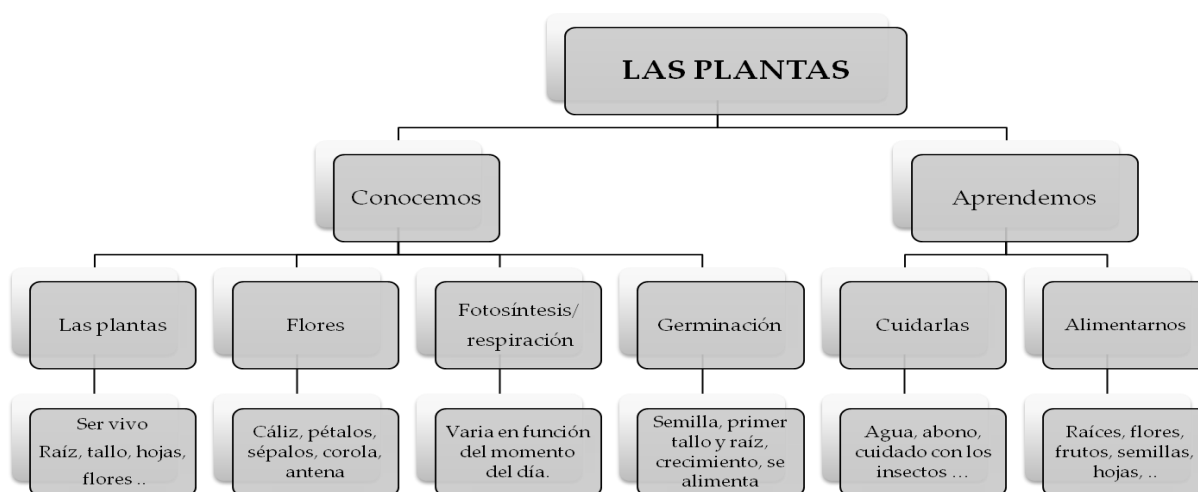 LAS PLANTAS
Conocemos
Aprendemos
Las plantas
Flores
Fotosíntesis/
respiración
Germinación
Cuidarlas
Alimentarnos
Ser vivo
Raíz, tallo, hojas,
flores ..
Cáliz, pétalos,
sépalos, corola,
antena
Varia en función
del momento
del día.
Semilla, primer
tallo y raíz,
crecimiento, se
alimenta
Agua, abono,
cuidado con los
insectos ...
Raíces, flores,
frutos, semillas,
hojas, ..